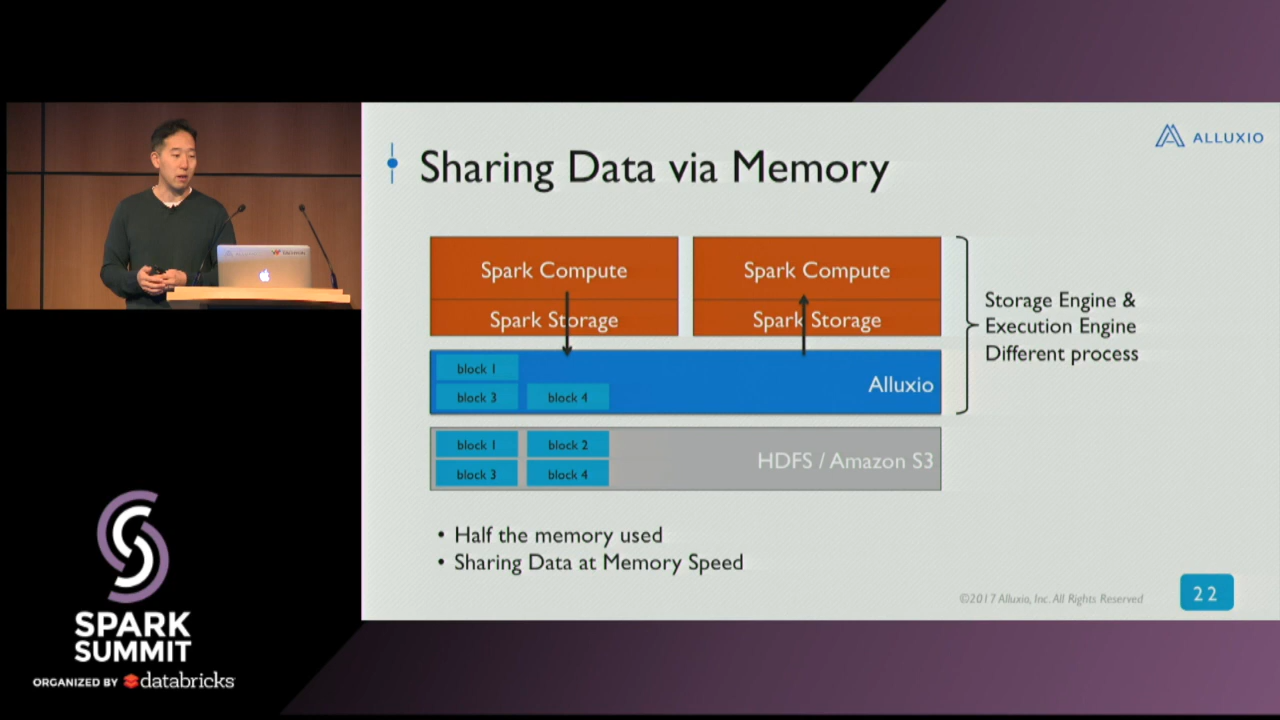 ALLUXIO
Sharing Data via Memory
Spark Compute
Spark Storage
Spark Compute
Spark Storage
Storage Engine &
Execution Engine
Different process
block 1
block 3
block 4
Alluxio
block 1
block 2
block 3
block 4
HDFS / Amazon S3
• Half the memory used
• Sharing Data at Memory Speed
©2017 Alluxio, Inc. All Rights Reserved
22
SPARK
SUMMIT
ORGANIZED BY databricks